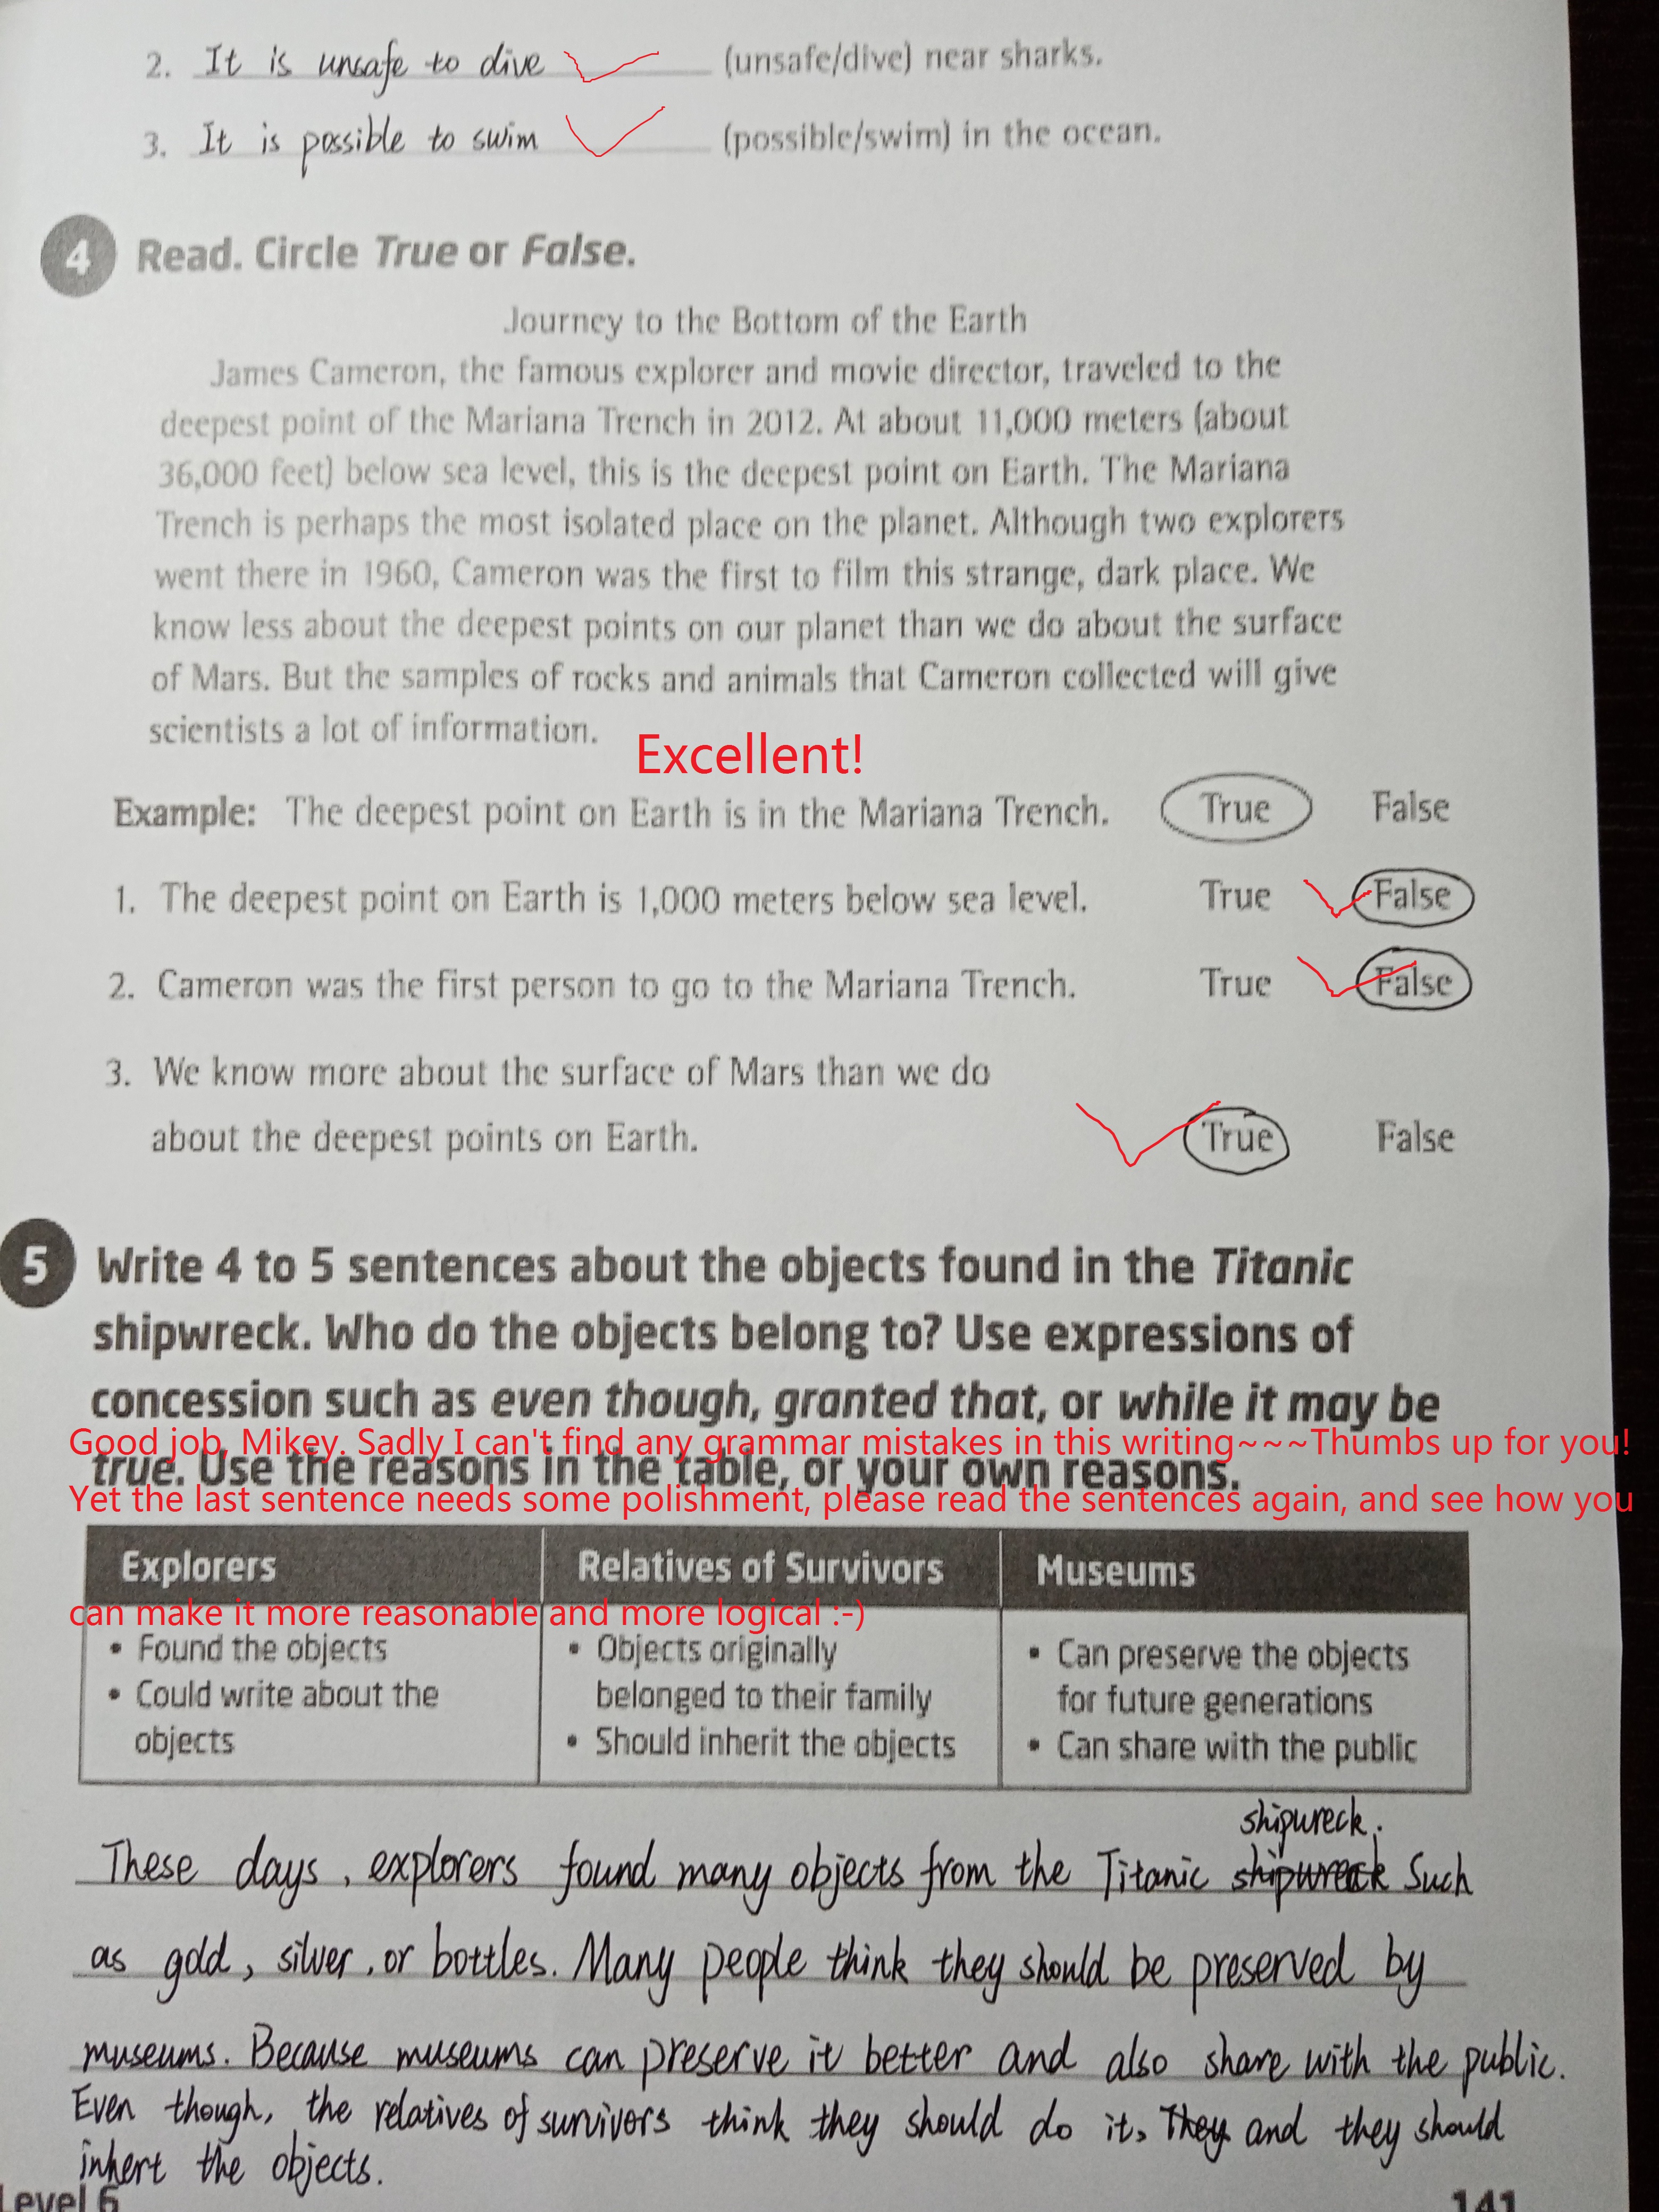 2. It is unsafe to dive (unsafe/dive) near sharks.
3. It is possible to swim (possible/swim) in the ocean.
4 Read. Circle True or False.
Journey to the Bottom of the Earth
James Cameron, the famous explorer and movie director, traveled to the
deepest point of the Mariana Trench in 2012. At about 11,000 meters (about
36,000 feet) below sea level, this is the deepest point on Earth. The Mariana
Trench is perhaps the most isolated place on the planet. Although two explorers
went there in 1960, Cameron was the first to film this strange, dark place. We
know less about the deepest points on our planet than we do about the surface
of Mars. But the samples of rocks and animals that Cameron collected will give
scientists a lot of information.
Excellent!
Example: The deepest point on Earth is in the Mariana Trench. True False
1. The deepest point on Earth is 1,000 meters below sea level. True False
2. Cameron was the first person to go to the Mariana Trench. True False
3. We know more about the surface of Mars than we do
about the deepest points on Earth. True False
5 Write 4 to 5 sentences about the objects found in the Titanic
shipwreck. Who do the objects belong to? Use expressions of
concession such as even though, granted that, or while it may be
Good job, Mikey. Sadly I can't find any grammar mistakes in this writing~~~Thumbs up for you!
true. Use the reasons in the table, or your own reasons.
Yet the last sentence needs some polishment, please read the sentences again, and see how you
Explorers Relatives of Survivors Museums
can make it more reasonable and more logical :-)
• Found the objects
• Could write about the
objects
• Objects originally
belonged to their family
• Should inherit the objects
• Can preserve the objects
for future generations
• Can share with the public
shipwreck.
These days, explorers found many objects from the Titanic shipwreck Such
as gold, silver, or bottles. Many people think they should be preserved by
museums. Because museums can preserve it better and also share with the public.
Even though, the relatives of survivors think they should do it, They and they should
inhert the objects.
Level 6 141